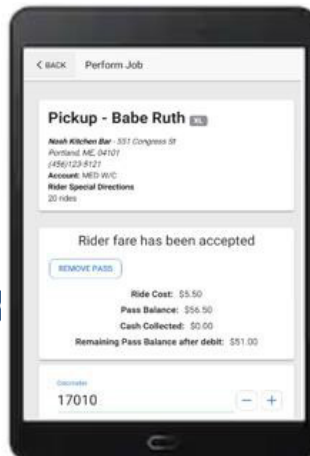 < BACK Perform Job
Pickup - Babe Ruth XL
Nosh Kitchen Bar - 551 Congress St
Portland, ME, 04101
(456)123-5121
Account: MED W/C
Rider Special Directions
20 rides
Rider fare has been accepted
REMOVE PASS
Ride Cost: $5.50
Pass Balance: $56.50
Cash Collected: $0.00
Remaining Pass Balance after debit: $51.00
Odometer
17010
− +